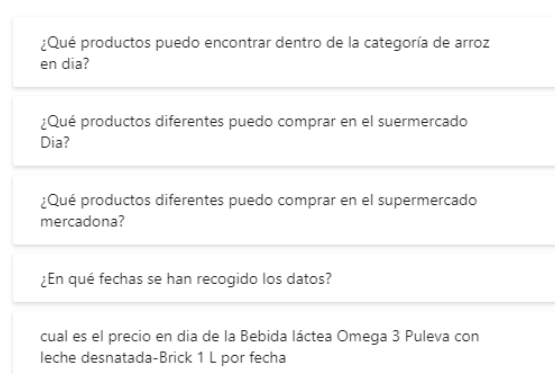 ¿Qué productos puedo encontrar dentro de la categoría de arroz
en dia?
¿Qué productos diferentes puedo comprar en el suermercado
Dia?
¿Qué productos diferentes puedo comprar en el supermercado
mercadona?
¿En qué fechas se han recogido los datos?
cual es el precio en dia de la Bebida láctea Omega 3 Puleva con
leche desnatada-Brick 1 L por fecha